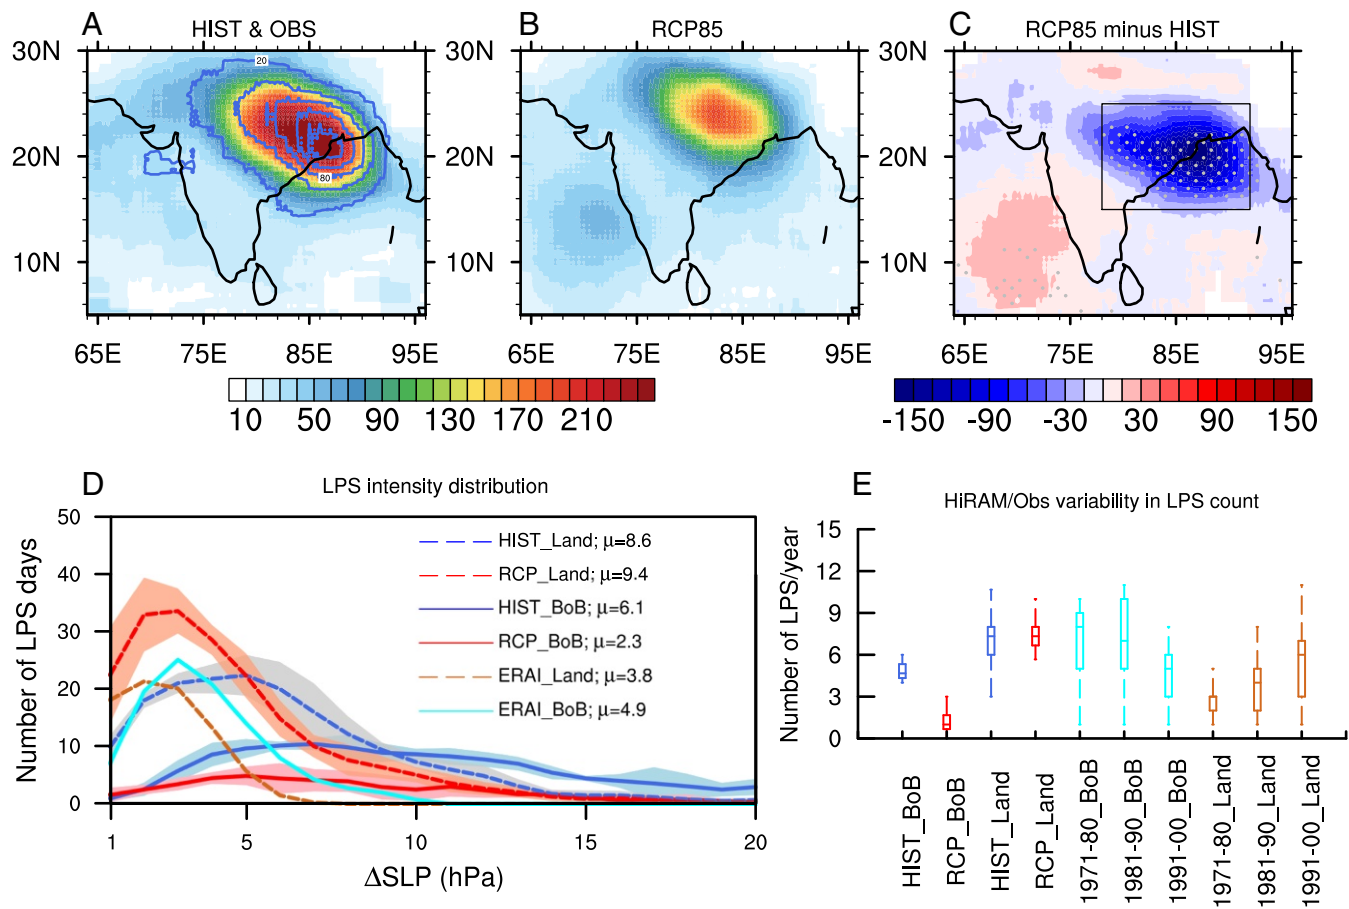 A HIST & OBS
B RCP85
C RCP85 minus HIST
30N
20N
10N
30N
20N
10N
30N
20N
10N
20
80
65E 75E 85E 95E
65E 75E 85E 95E
65E 75E 85E 95E
10 50 90 130 170 210
-150 -90 -30 30 90 150
D LPS intensity distribution
Number of LPS days
50
40
30
20
10
0
HIST_Land; μ=8.6
RCP_Land; μ=9.4
HIST_BoB; μ=6.1
RCP_BoB; μ=2.3
ERAI_Land; μ=3.8
ERAI_BoB; μ=4.9
1 5 10 15 20
ΔSLP (hPa)
E HiRAM/Obs variability in LPS count
Number of LPS/year
15
12
9
6
3
0
HIST_BoB
RCP_BoB
HIST_Land
RCP_Land
1971-80_BoB
1981-90_BoB
1991-00_BoB
1971-80_Land
1981-90_Land
1991-00_Land